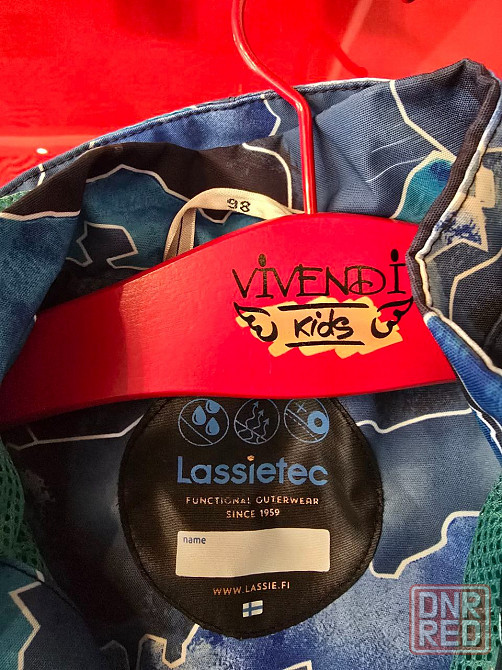 98
VIVENDI
Kids
Lassietec
FUNCTIONAL OUTERWEAR
SINCE 1959
name
WWW.LASSIE.FI
DNR
RED